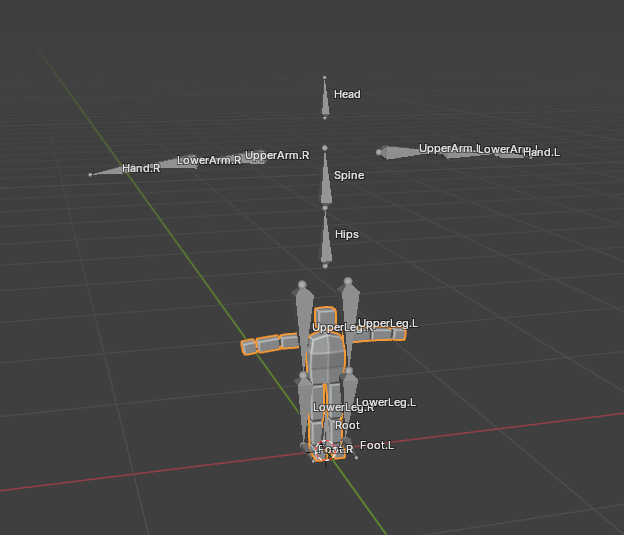 Head
Hand.R
LowerArm.R
UpperArm.R
UpperArm.L
LowerArm.L
Hand.L
Spine
Hips
UpperLeg.R
UpperLeg.L
LowerLeg.R
LowerLeg.L
Root
Foot.R
Foot.L